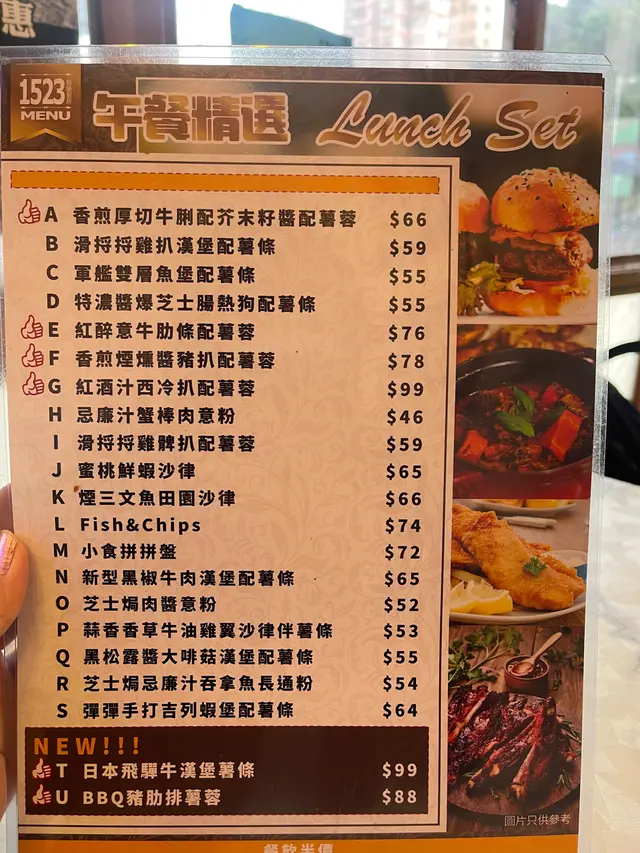 惠
1523
MENU
午餐精選 Lunch Set
A 香煎厚切牛脷配芥末籽醬配薯蓉 $66
B 滑捋捋雞扒漢堡配薯條 $59
C 軍艦雙層魚堡配薯條 $55
D 特濃醬爆芝士腸熱狗配薯條 $55
E 紅醉意牛肋條配薯蓉 $76
F 香煎煙燻醬豬扒配薯蓉 $78
G 紅酒汁西冷扒配薯蓉 $99
H 忌廉汁蟹棒肉意粉 $46
I 滑捋捋雞髀扒配薯蓉 $59
J 蜜桃鮮蝦沙律 $65
K 煙三文魚田園沙律 $66
L Fish&Chips $74
M 小食拼拼盤 $72
N 新型黑椒牛肉漢堡配薯條 $65
O 芝士焗肉醬意粉 $52
P 蒜香香草牛油雞翼沙律伴薯條 $53
Q 黑松露醬大啡菇漢堡配薯條 $55
R 芝士焗忌廉汁吞拿魚長通粉 $54
S 彈彈手打吉列蝦堡配薯條 $64
NEW!!!
T 日本飛驒牛漢堡薯條 $99
U BBQ豬肋排薯蓉 $88
圖片只供參考
餐飲半價